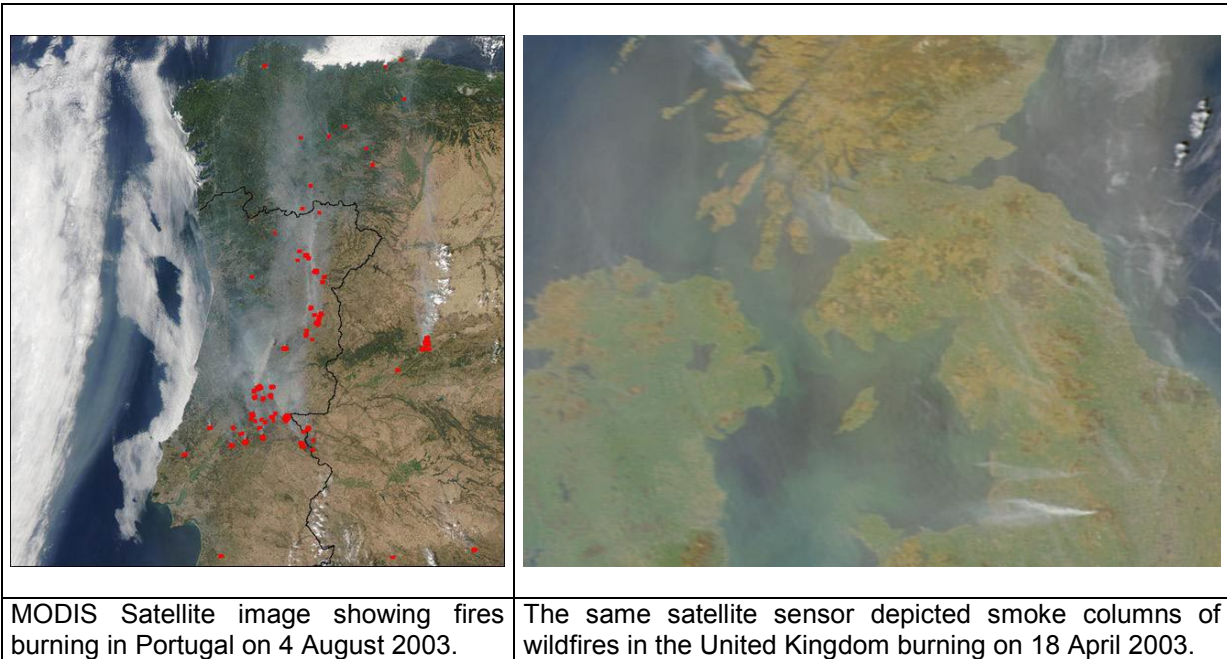 MODIS Satellite image showing fires
burning in Portugal on 4 August 2003.
The same satellite sensor depicted smoke columns of
wildfires in the United Kingdom burning on 18 April 2003.